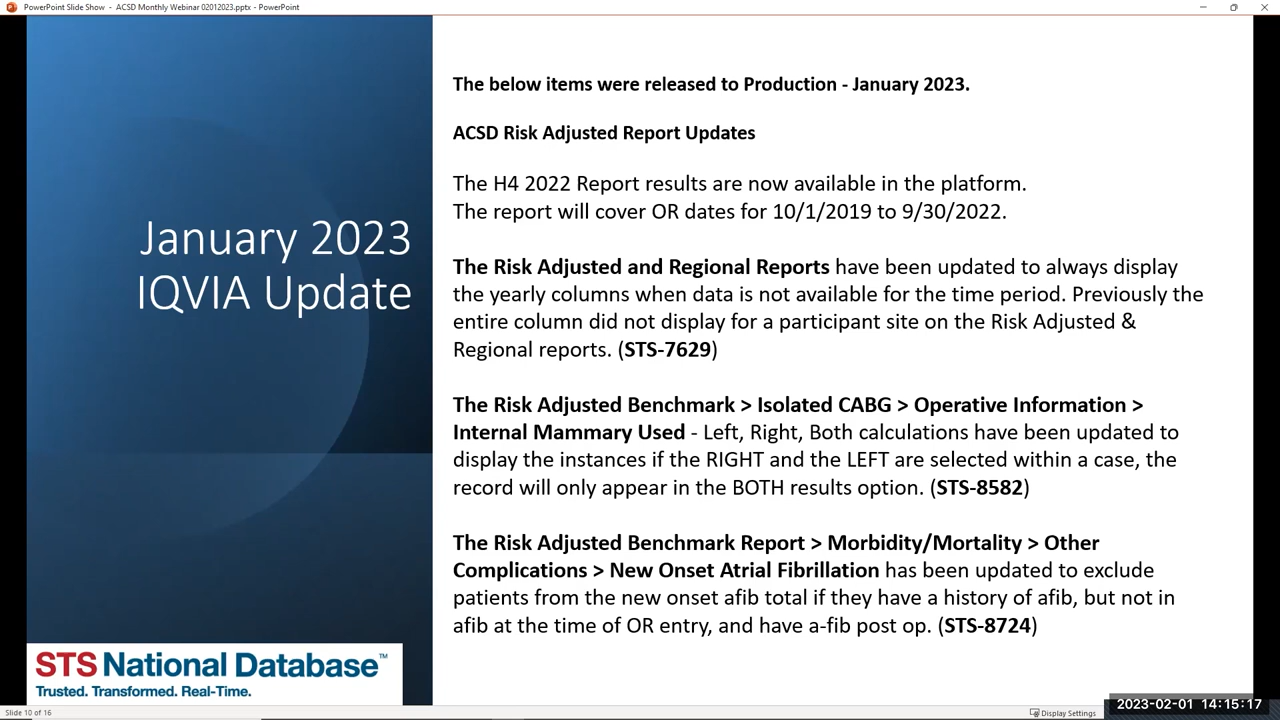 PowerPoint Slide Show - ACSD Monthly Webinar 02012023.pptx - PowerPoint
January 2023
IQVIA Update
The below items were released to Production - January 2023.
ACSD Risk Adjusted Report Updates
The H4 2022 Report results are now available in the platform.
The report will cover OR dates for 10/1/2019 to 9/30/2022.
The Risk Adjusted and Regional Reports have been updated to always display
the yearly columns when data is not available for the time period. Previously the
entire column did not display for a participant site on the Risk Adjusted &
Regional reports. (STS-7629)
The Risk Adjusted Benchmark > Isolated CABG > Operative Information >
Internal Mammary Used - Left, Right, Both calculations have been updated to
display the instances if the RIGHT and the LEFT are selected within a case, the
record will only appear in the BOTH results option. (STS-8582)
The Risk Adjusted Benchmark Report > Morbidity/Mortality > Other
Complications > New Onset Atrial Fibrillation has been updated to exclude
patients from the new onset afib total if they have a history of afib, but not in
afib at the time of OR entry, and have a-fib post op. (STS-8724)
STS National Database™
Trusted. Transformed. Real-Time.
Slide 10 of 16
Display Settings
2023-02-01 14:15:17